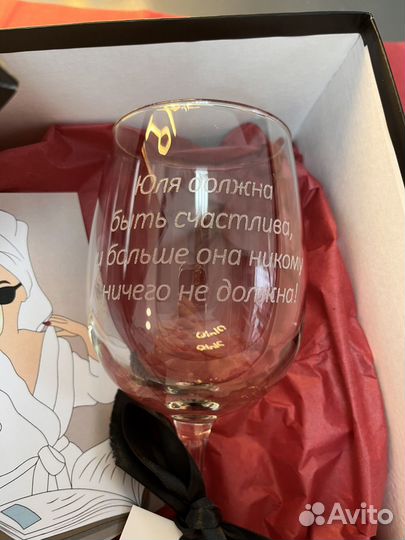 Юля должна
быть счастлива,
и больше она никому
ничего не должна!
Avito